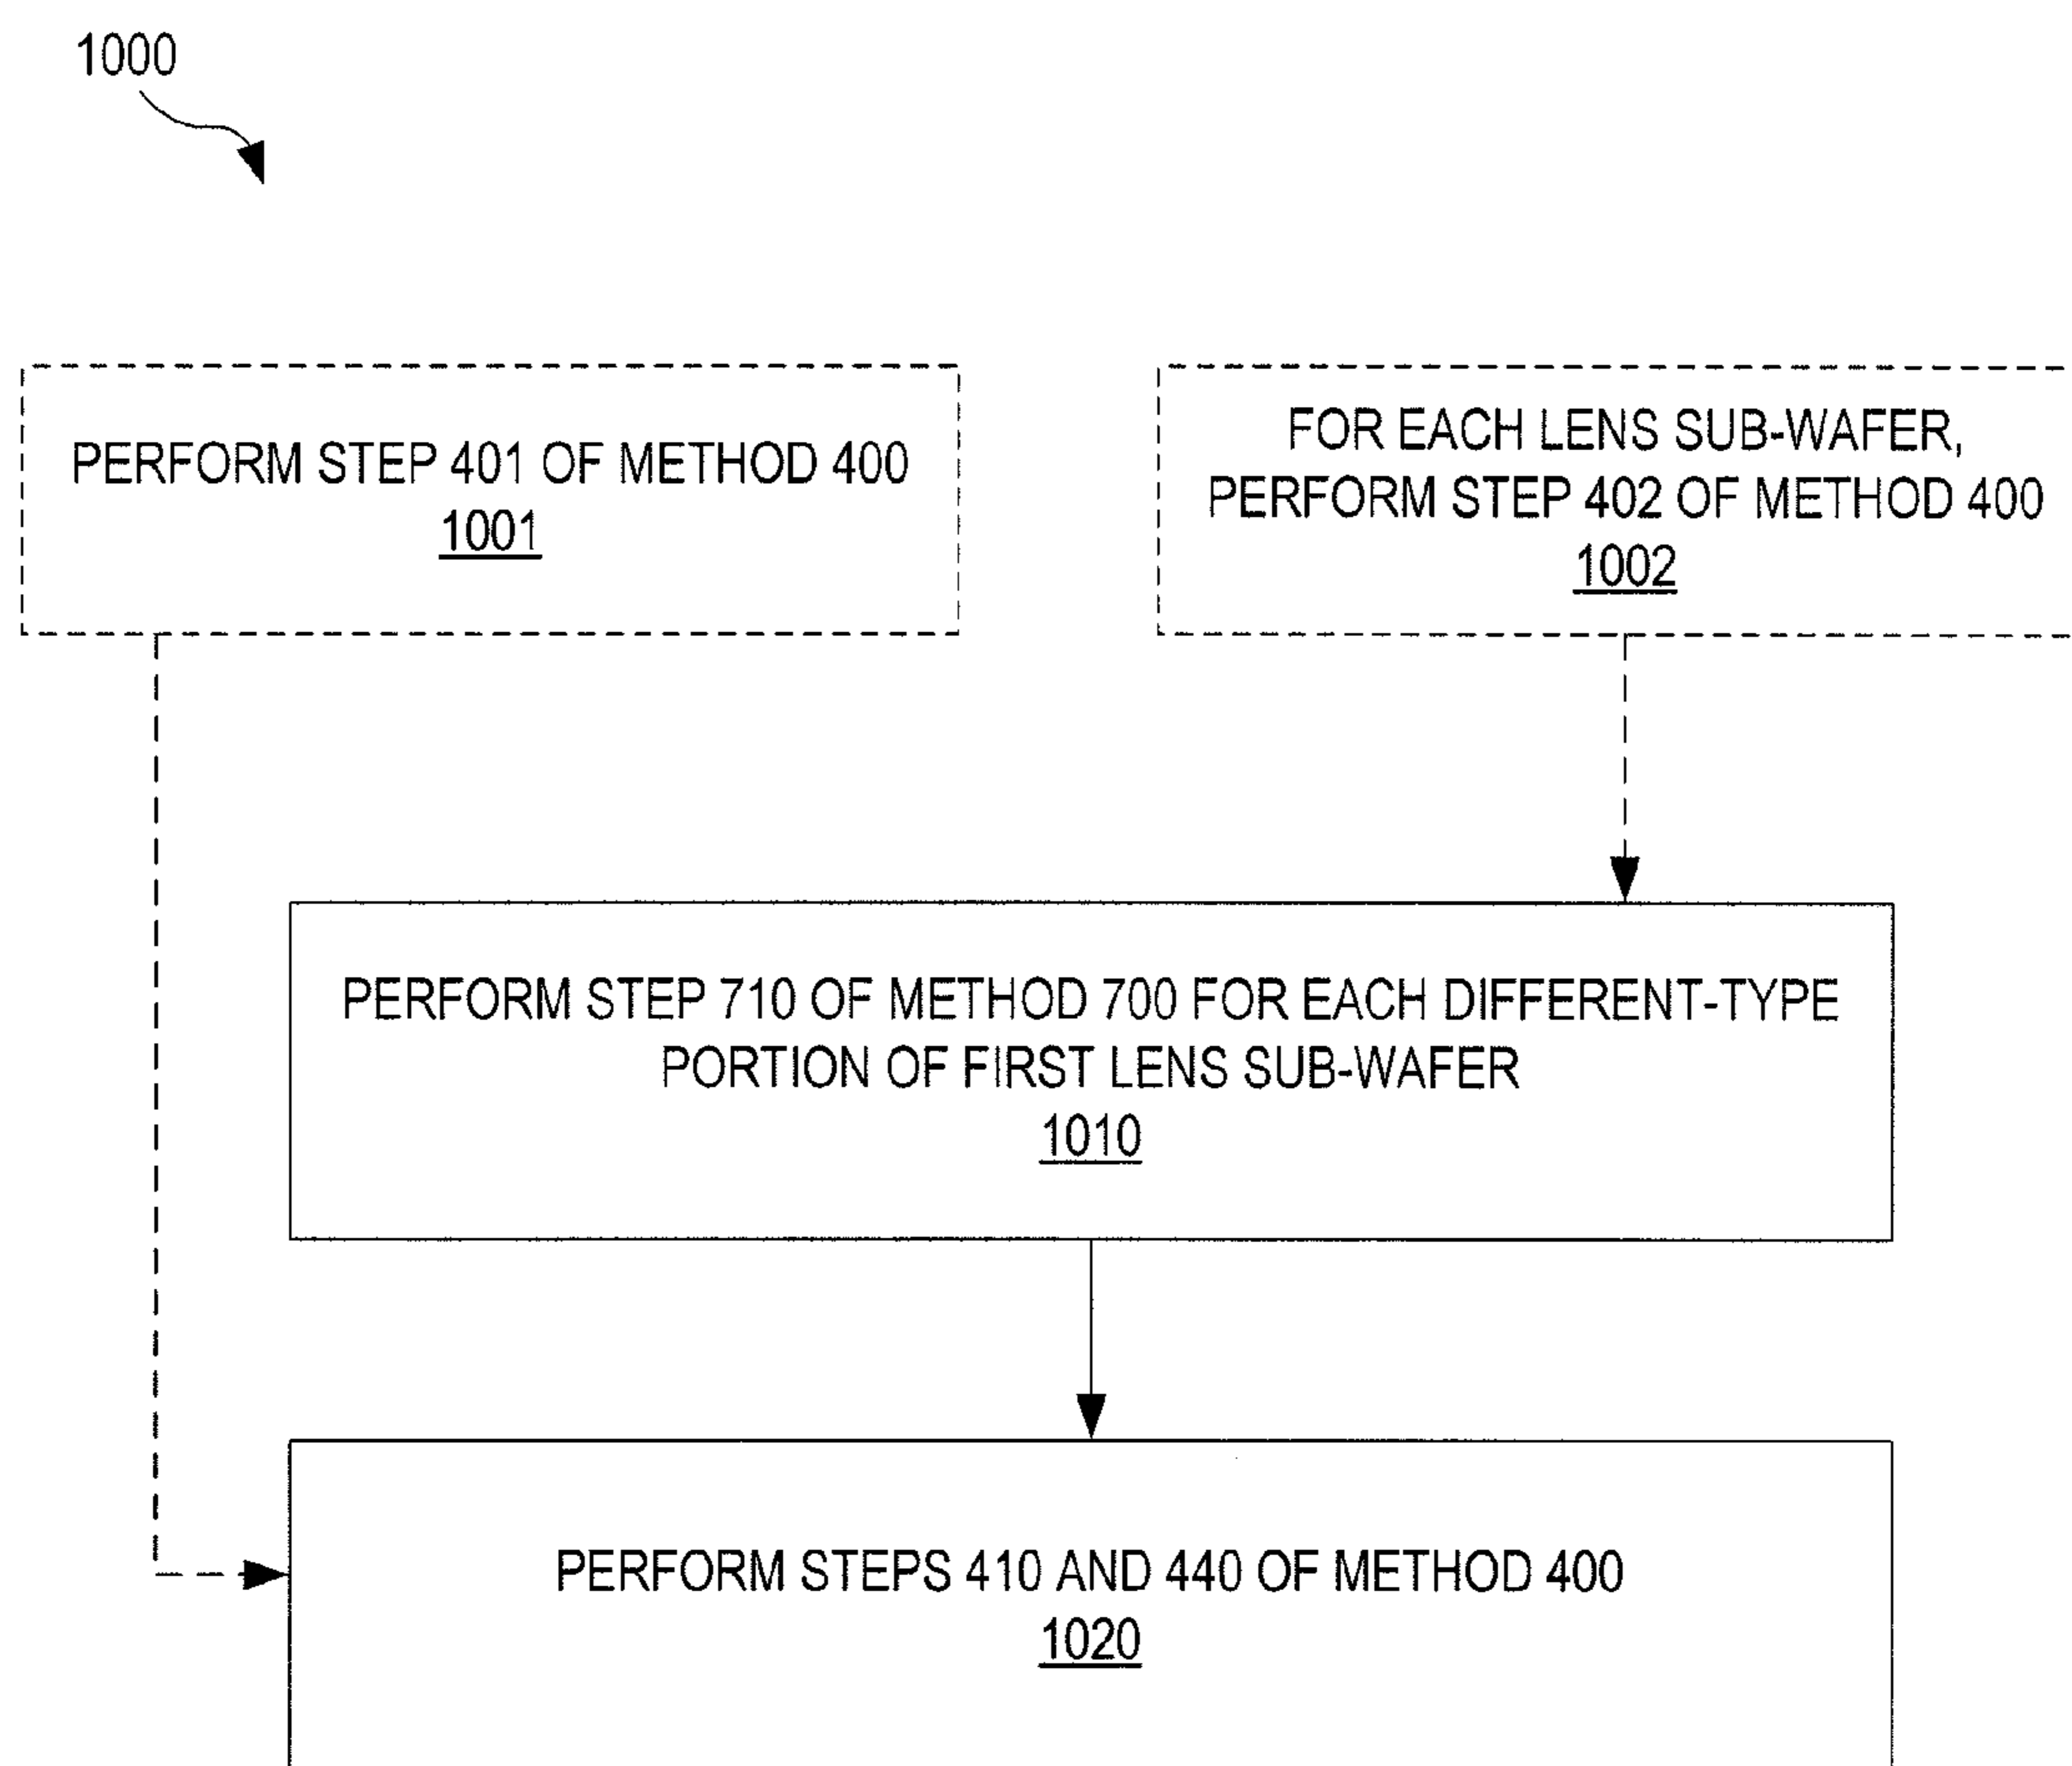 1000
PERFORM STEP 401 OF METHOD 400
1001
FOR EACH LENS SUB-WAFER,
PERFORM STEP 402 OF METHOD 400
1002
PERFORM STEP 710 OF METHOD 700 FOR EACH DIFFERENT-TYPE
PORTION OF FIRST LENS SUB-WAFER
1010
PERFORM STEPS 410 AND 440 OF METHOD 400
1020